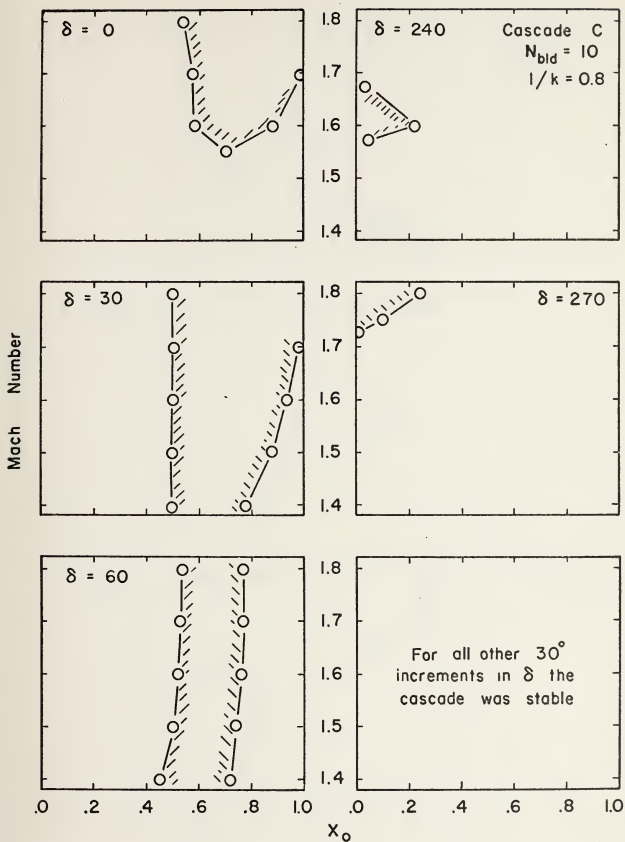 δ = 0
1.8
1.7
1.6
1.5
1.4
δ = 240
Cascade C
N_bld = 10
1/k = 0.8
δ = 30
1.8
1.7
1.6
1.5
1.4
δ = 270
Mach Number
δ = 60
1.8
1.7
1.6
1.5
1.4
For all other 30°
increments in δ the
cascade was stable
.0 .2 .4 .6 .8 1.0
.0 .2 .4 .6 .8 1.0
X₀